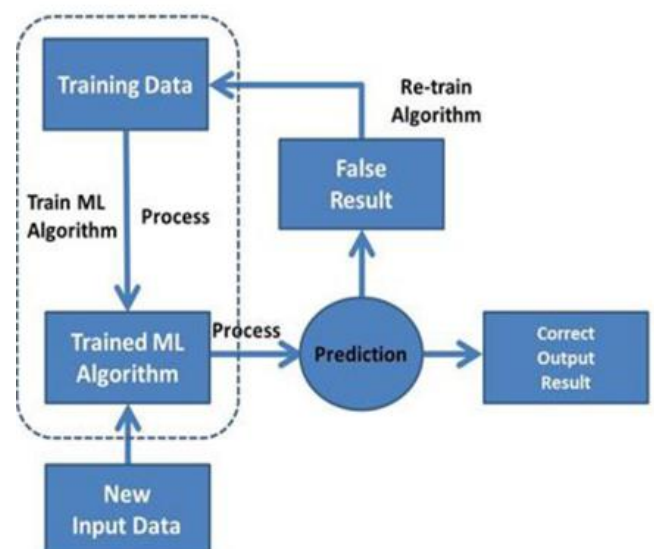 Training Data
Re-train
Algorithm
False
Result
Train ML
Algorithm
Process
Trained ML
Algorithm
Process
Prediction
Correct
Output
Result
New
Input Data